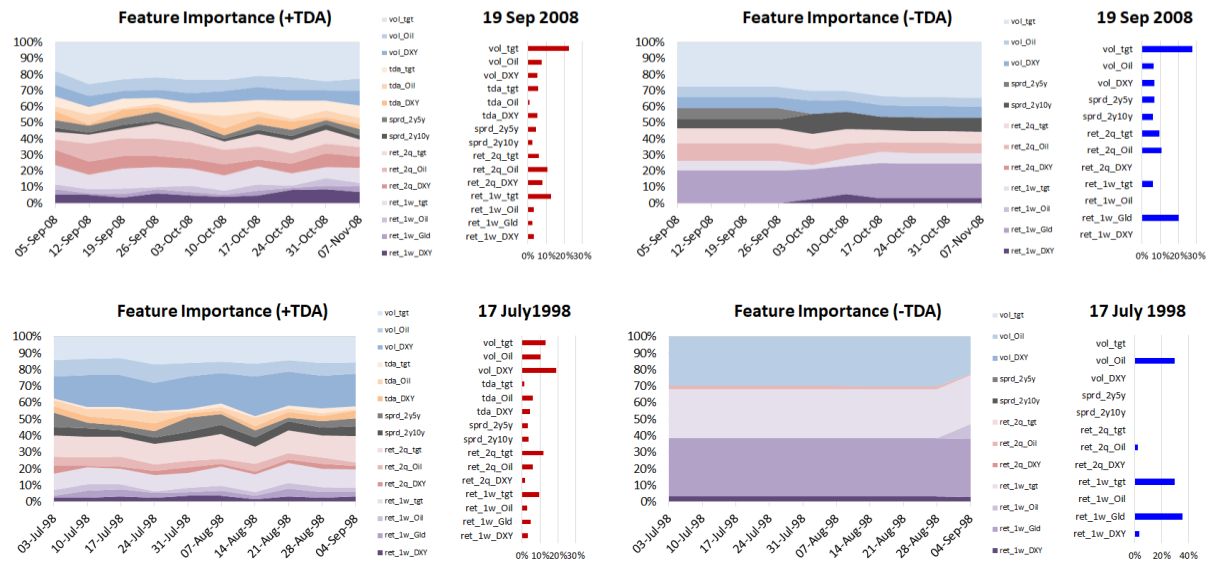 Feature Importance (+TDA)
100%
90%
80%
70%
60%
50%
40%
30%
20%
10%
0%
05-Sep-08
12-Sep-08
19-Sep-08
26-Sep-08
03-Oct-08
10-Oct-08
17-Oct-08
24-Oct-08
31-Oct-08
07-Nov-08
vol_tgt
vol_Oil
vol_DXY
tda_tgt
tda_Oil
tda_DXY
sprd_2y5y
sprd_2y10y
ret_2q_tgt
ret_2q_Oil
ret_2q_DXY
ret_1w_tgt
ret_1w_Oil
ret_1w_Gld
ret_1w_DXY
19 Sep 2008
vol_tgt
vol_Oil
vol_DXY
tda_tgt
tda_Oil
tda_DXY
sprd_2y5y
sprd_2y10y
ret_2q_tgt
ret_2q_Oil
ret_2q_DXY
ret_1w_tgt
ret_1w_Oil
ret_1w_Gld
ret_1w_DXY
0% 10%20%30%
Feature Importance (-TDA)
100%
90%
80%
70%
60%
50%
40%
30%
20%
10%
0%
05-Sep-08
12-Sep-08
19-Sep-08
26-Sep-08
03-Oct-08
10-Oct-08
17-Oct-08
24-Oct-08
31-Oct-08
07-Nov-08
vol_tgt
vol_Oil
vol_DXY
sprd_2y5y
sprd_2y10y
ret_2q_tgt
ret_2q_Oil
ret_2q_DXY
ret_1w_tgt
ret_1w_Oil
ret_1w_Gld
ret_1w_DXY
19 Sep 2008
vol_tgt
vol_Oil
vol_DXY
sprd_2y5y
sprd_2y10y
ret_2q_tgt
ret_2q_Oil
ret_2q_DXY
ret_1w_tgt
ret_1w_Oil
ret_1w_Gld
ret_1w_DXY
0% 10%20%30%
Feature Importance (+TDA)
100%
90%
80%
70%
60%
50%
40%
30%
20%
10%
0%
03-Jul-98
10-Jul-98
17-Jul-98
24-Jul-98
31-Jul-98
07-Aug-98
14-Aug-98
21-Aug-98
28-Aug-98
04-Sep-98
vol_tgt
vol_Oil
vol_DXY
tda_tgt
tda_Oil
tda_DXY
sprd_2y5y
sprd_2y10y
ret_2q_tgt
ret_2q_Oil
ret_2q_DXY
ret_1w_tgt
ret_1w_Oil
ret_1w_Gld
ret_1w_DXY
17 July1998
vol_tgt
vol_Oil
vol_DXY
tda_tgt
tda_Oil
tda_DXY
sprd_2y5y
sprd_2y10y
ret_2q_tgt
ret_2q_Oil
ret_2q_DXY
ret_1w_tgt
ret_1w_Oil
ret_1w_Gld
ret_1w_DXY
0% 10%20%30%
Feature Importance (-TDA)
100%
90%
80%
70%
60%
50%
40%
30%
20%
10%
0%
03-Jul-98
10-Jul-98
17-Jul-98
24-Jul-98
31-Jul-98
07-Aug-98
14-Aug-98
21-Aug-98
28-Aug-98
04-Sep-98
vol_tgt
vol_Oil
vol_DXY
sprd_2y5y
sprd_2y10y
ret_2q_tgt
ret_2q_Oil
ret_2q_DXY
ret_1w_tgt
ret_1w_Oil
ret_1w_Gld
ret_1w_DXY
17 July 1998
vol_tgt
vol_Oil
vol_DXY
sprd_2y5y
sprd_2y10y
ret_2q_tgt
ret_2q_Oil
ret_2q_DXY
ret_1w_tgt
ret_1w_Oil
ret_1w_Gld
ret_1w_DXY
0% 20% 40%